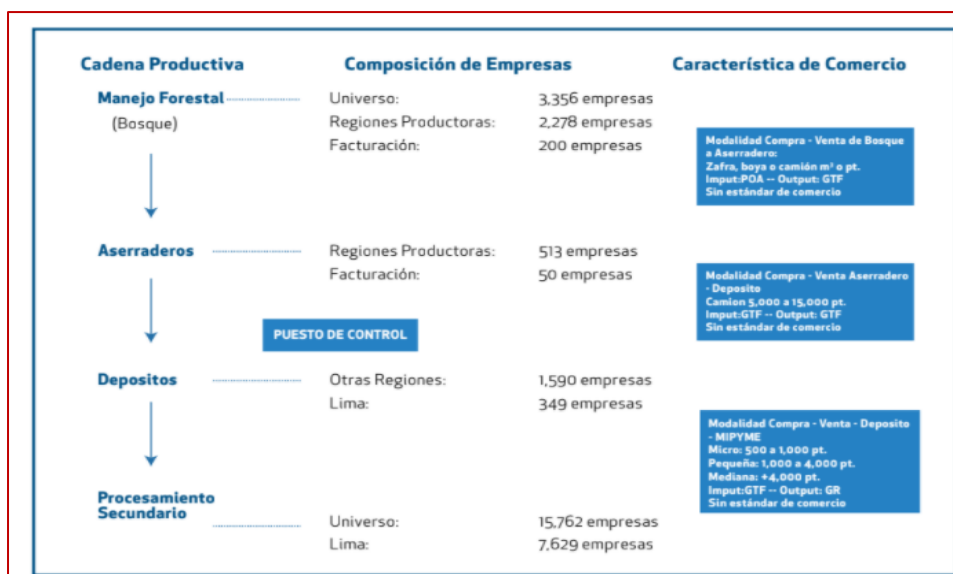 Cadena Productiva Composición de Empresas Característica de Comercio
Manejo Forestal Universo: 3,356 empresas
(Bosque) Regiones Productoras: 2,278 empresas
Facturación: 200 empresas
Modalidad Compra - Venta de Bosque
a Aserradero:
Zafra, boya o camión m³ o pt.
Imput:POA -- Output: GTF
Sin estándar de comercio
Aserraderos Regiones Productoras: 513 empresas
Facturación: 50 empresas
Modalidad Compra - Venta Aserradero
- Deposito
Camion 5,000 a 15,000 pt.
Imput:GTF -- Output: GTF
Sin estándar de comercio
PUESTO DE CONTROL
Depositos Otras Regiones: 1,590 empresas
Lima: 349 empresas
Modalidad Compra - Venta - Deposito
- MIPYME
Micro: 500 a 1,000 pt.
Pequeña: 1,000 a 4,000 pt.
Mediana: +4,000 pt.
Imput:GTF -- Output: GR
Sin estándar de comercio
Procesamiento
Secundario
Universo: 15,762 empresas
Lima: 7,629 empresas